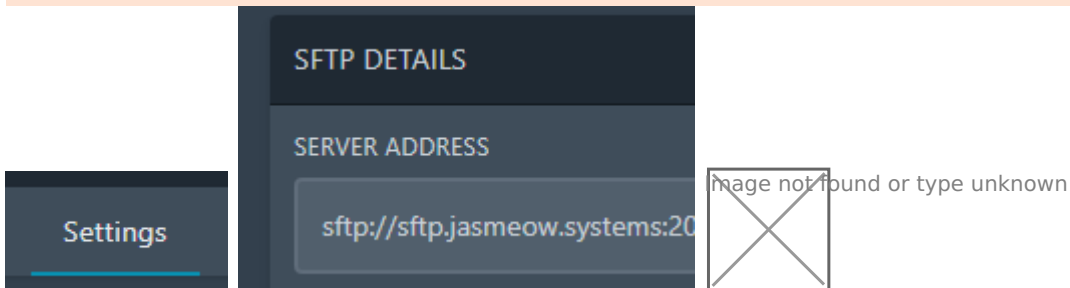 SFTP DETAILS
SERVER ADDRESS
Image not found or type unknown
Settings
sftp://sftp.jasmeow.systems:20